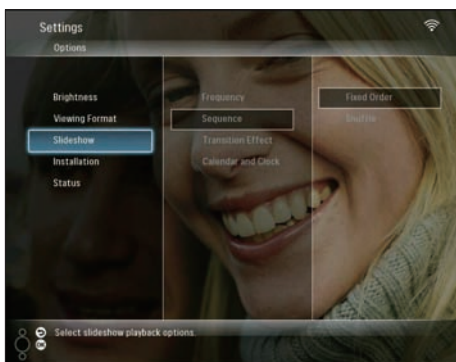 Settings
Options
Brightness
Viewing Format
Slideshow
Installation
Status
Frequency
Sequence
Transition Effect
Calendar and Clock
Fixed Order
Shuffle
OK
Select slideshow playback options.